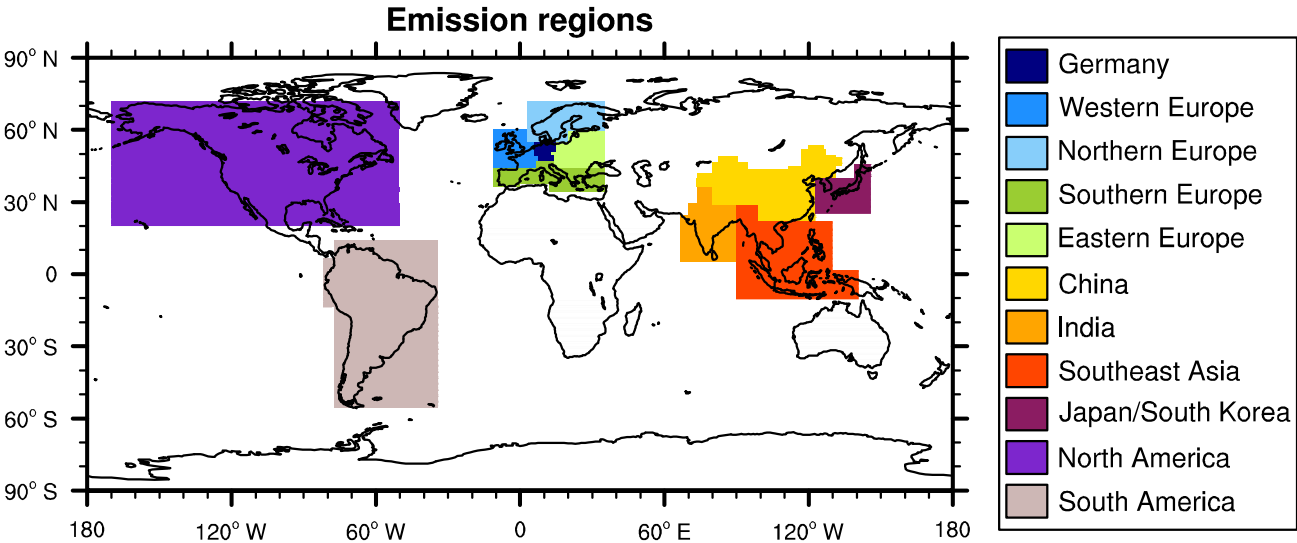 Emission regions
90° N
60° N
30° N
0
30° S
60° S
90° S
180 120° W 60° W 0 60° E 120° W 180
Germany
Western Europe
Northern Europe
Southern Europe
Eastern Europe
China
India
Southeast Asia
Japan/South Korea
North America
South America